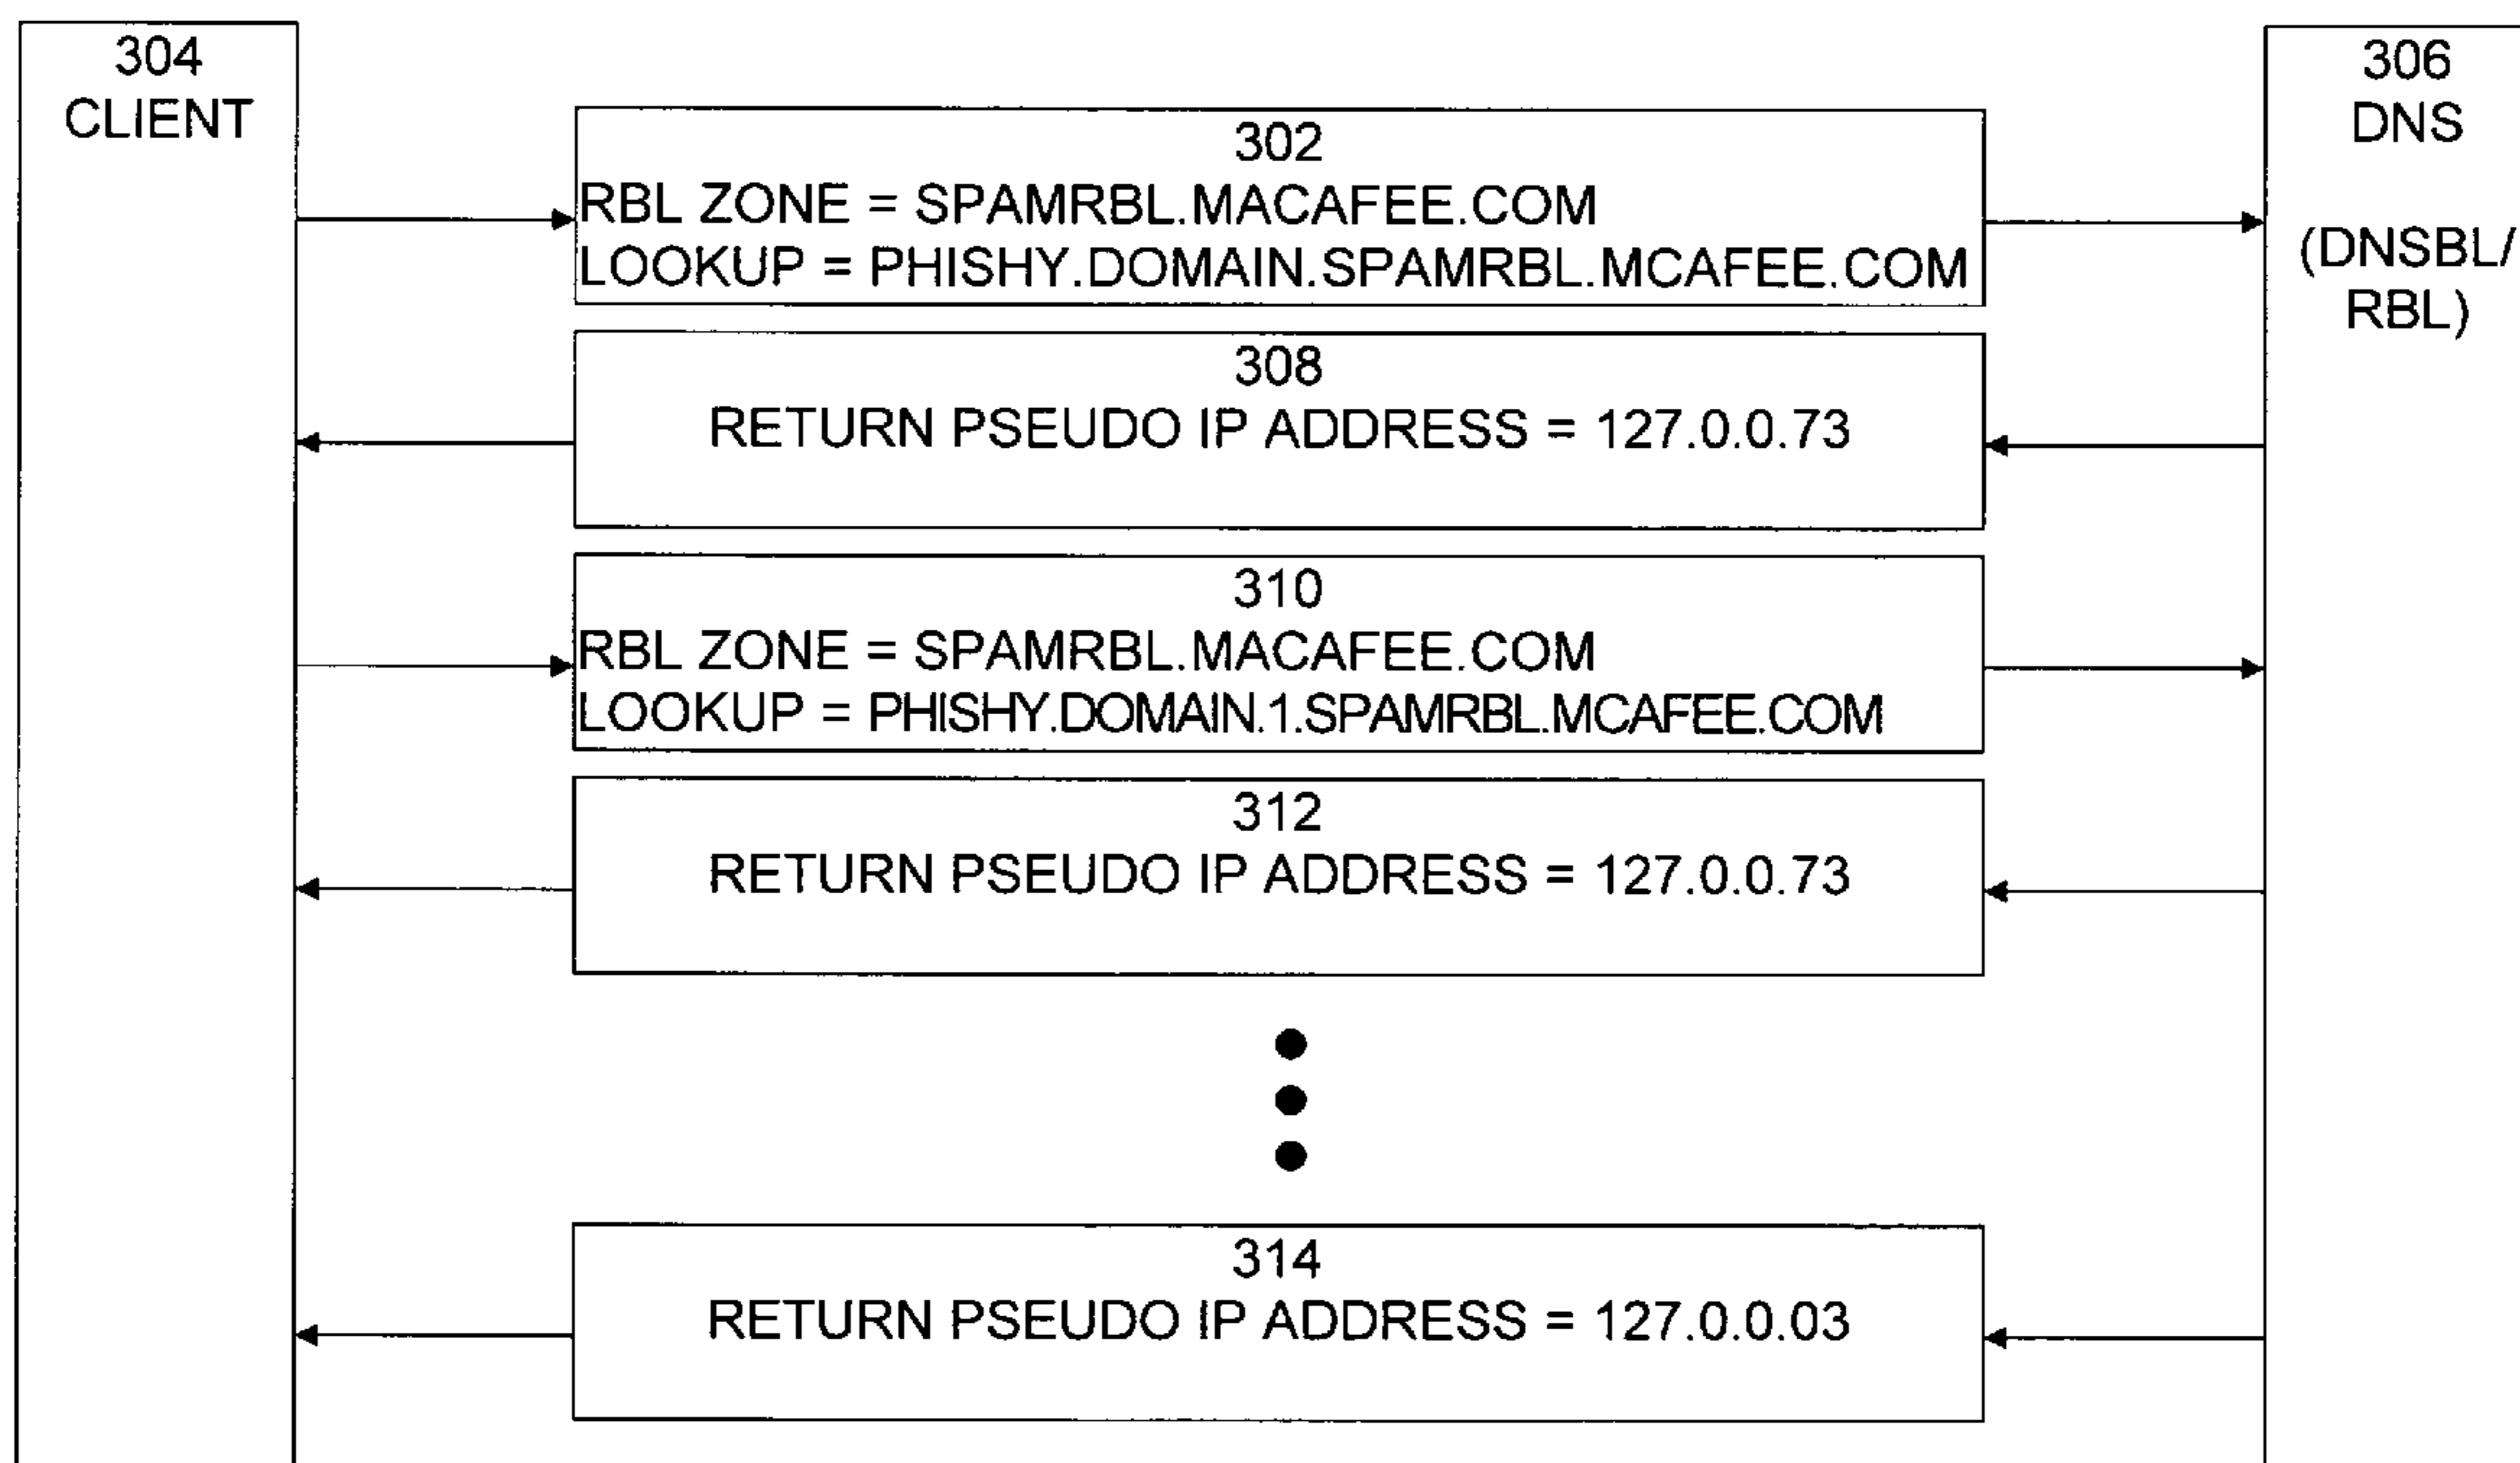 304
CLIENT
302
RBL ZONE = SPAMRBL.MACAFEE.COM
LOOKUP = PHISHY.DOMAIN.SPAMRBL.MCAFEE.COM
306
DNS
(DNSBL/
RBL)
308
RETURN PSEUDO IP ADDRESS = 127.0.0.73
310
RBL ZONE = SPAMRBL.MACAFEE.COM
LOOKUP = PHISHY.DOMAIN.1.SPAMRBL.MCAFEE.COM
312
RETURN PSEUDO IP ADDRESS = 127.0.0.73
314
RETURN PSEUDO IP ADDRESS = 127.0.0.03